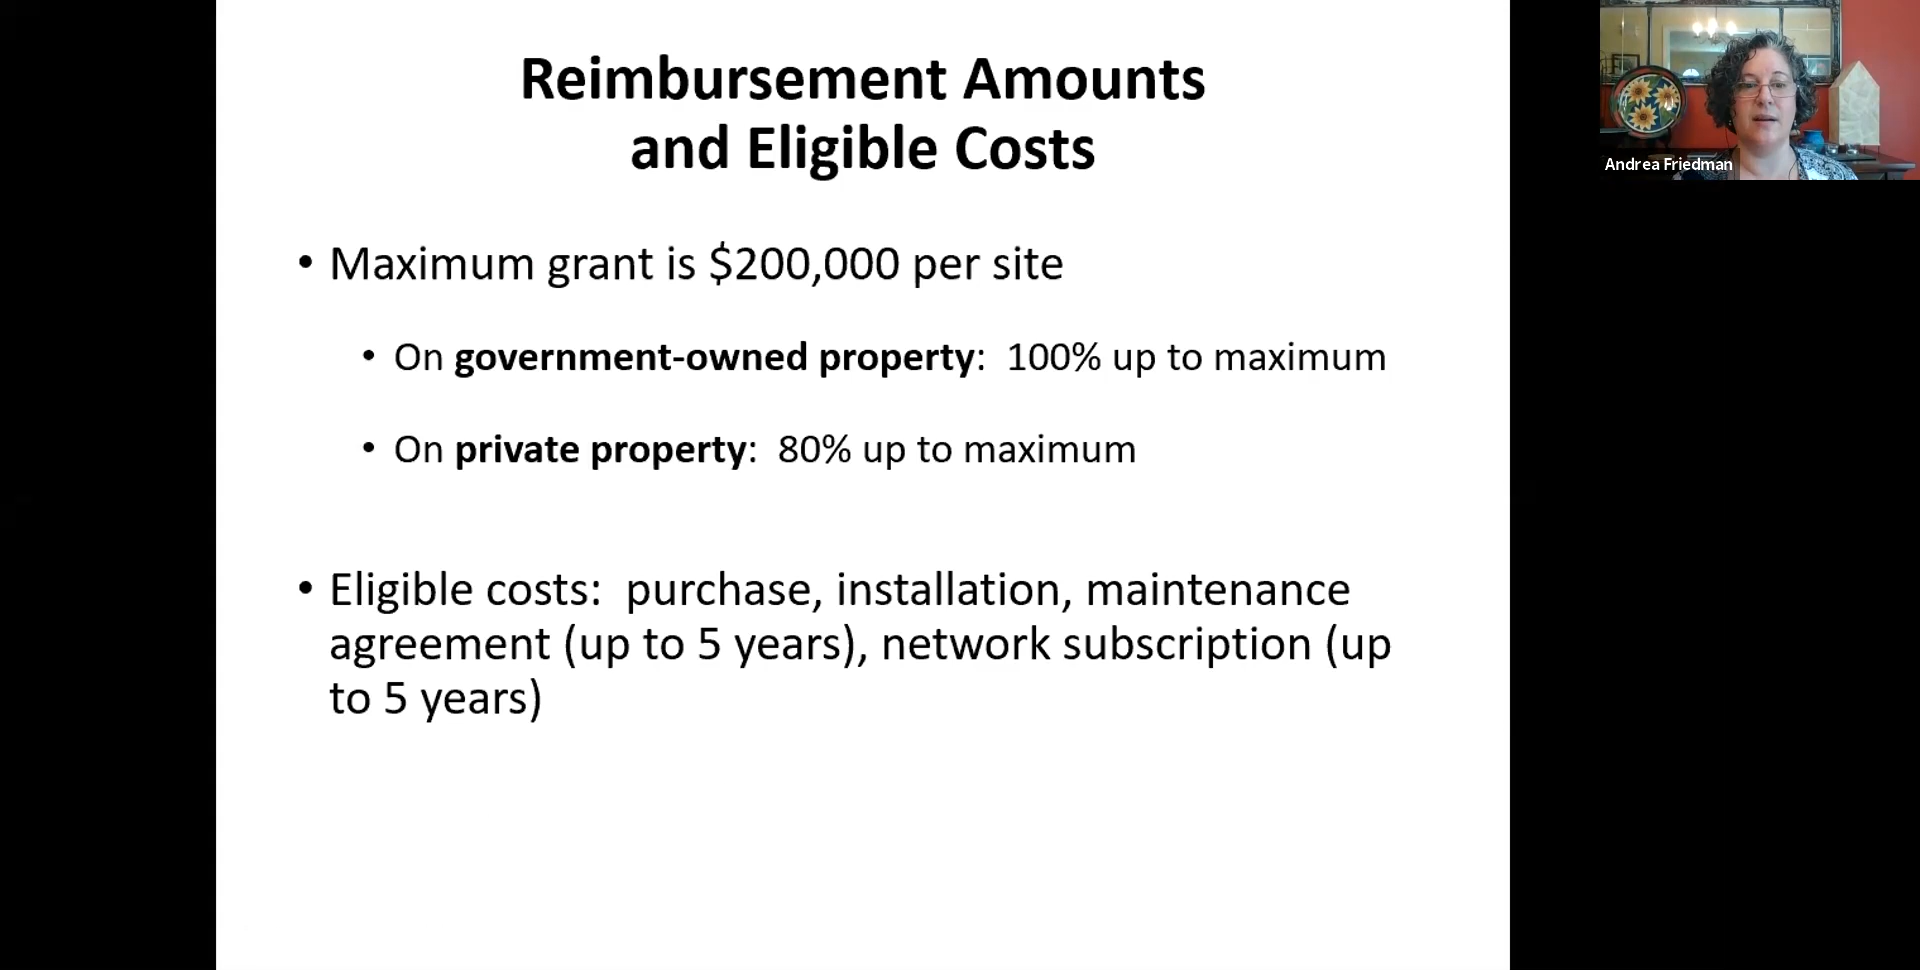 Reimbursement Amounts
and Eligible Costs
• Maximum grant is $200,000 per site
• On government-owned property: 100% up to maximum
• On private property: 80% up to maximum
• Eligible costs: purchase, installation, maintenance
agreement (up to 5 years), network subscription (up
to 5 years)
Andrea Friedman